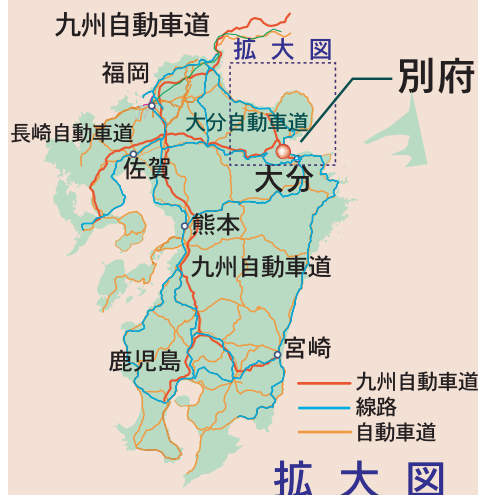 九州自動車道
拡大図
福岡
別府
大分自動車道
長崎自動車道
佐賀
大分
熊本
九州自動車道
宮崎
鹿児島
九州自動車道
線路
自動車道
拡大図